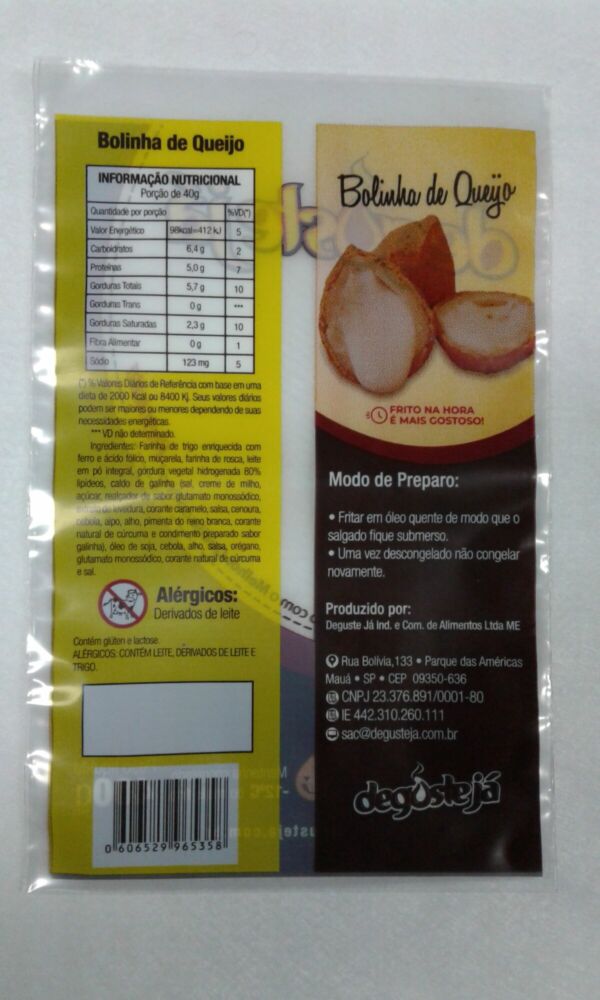 Bolinha de Queijo
INFORMAÇÃO NUTRICIONAL
Porção de 40g
Quantidade por porção %VD(*)
Valor Energético 98kcal=412 kJ 5
Carboidratos 6,4 g 2
Proteínas 5,0 g 7
Gorduras Totais 5,7 g 10
Gorduras Trans 0 g ***
Gorduras Saturadas 2,3 g 10
Fibra Alimentar 0 g 1
Sódio 123 mg 5
(*) % Valores Diários de Referência com base em uma
dieta de 2000 Kcal ou 8400 Kj. Seus valores diários
podem ser maiores ou menores dependendo de suas
necessidades energéticas.
*** VD não determinado.
Ingredientes: Farinha de trigo enriquecida com
ferro e ácido fólico, muçarela, farinha de rosca, leite
em pó integral, gordura vegetal hidrogenada 80%
lipídeos, caldo de galinha (sal, creme de milho,
açúcar, realçador de sabor glutamato monossódico,
extrato de levedura, corante caramelo, salsa, cenoura,
cebola, aipo, alho, pimenta do reino branca, corante
natural de cúrcuma e condimento preparado sabor
galinha), óleo de soja, cebola, alho, salsa, orégano,
glutamato monossódico, corante natural de cúrcuma
e sal.
Alérgicos:
Derivados de leite
Contém glúten e lactose.
ALÉRGICOS: CONTÉM LEITE, DERIVADOS DE LEITE E
TRIGO.
0 606529 965358
Bolinha de Queijo
FRITO NA HORA
É MAIS GOSTOSO!
Modo de Preparo:
• Fritar em óleo quente de modo que o
salgado fique submerso.
• Uma vez descongelado não congelar
novamente.
Produzido por:
Deguste Já Ind. e Com. de Alimentos Ltda ME
Rua Bolívia,133 • Parque das Américas
Mauá • SP • CEP 09350-636
CNPJ 23.376.891/0001-80
IE 442.310.260.111
sac@degusteja.com.br
degusteja